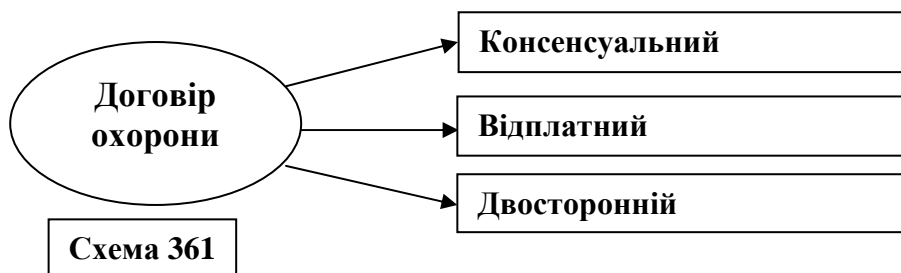 Договір
охорони
Консенсуальний
Відплатний
Двосторонній
Схема 361